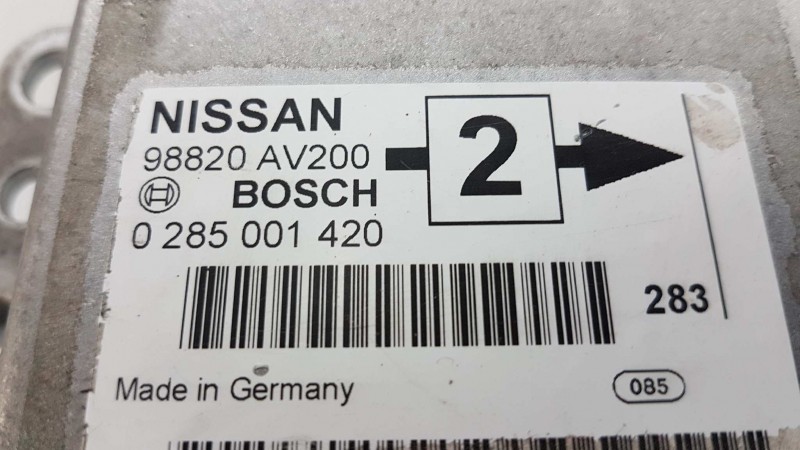 NISSAN
98820 AV200
2
BOSCH
0 285 001 420
283
Made in Germany
085